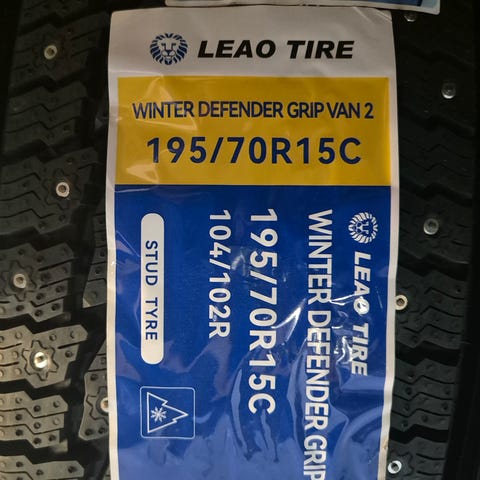 LEAO TIRE
WINTER DEFENDER GRIP VAN 2
195/70R15C
LEAO TIRE
WINTER DEFENDER GRIP
195/70R15C
104/102R
STUD TYRE